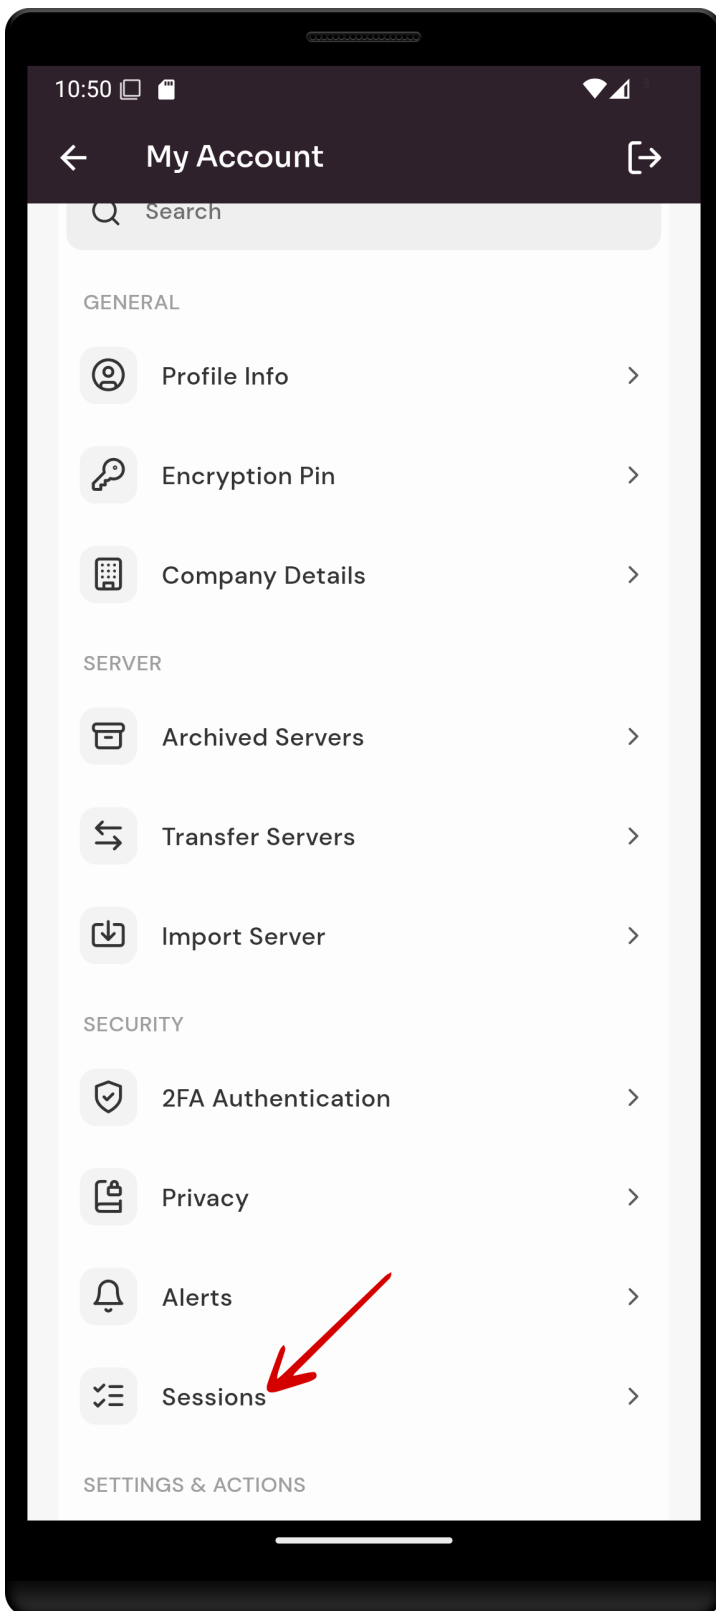 10:50
My Account
Search
GENERAL
Profile Info
Encryption Pin
Company Details
SERVER
Archived Servers
Transfer Servers
Import Server
SECURITY
2FA Authentication
Privacy
Alerts
Sessions
SETTINGS & ACTIONS